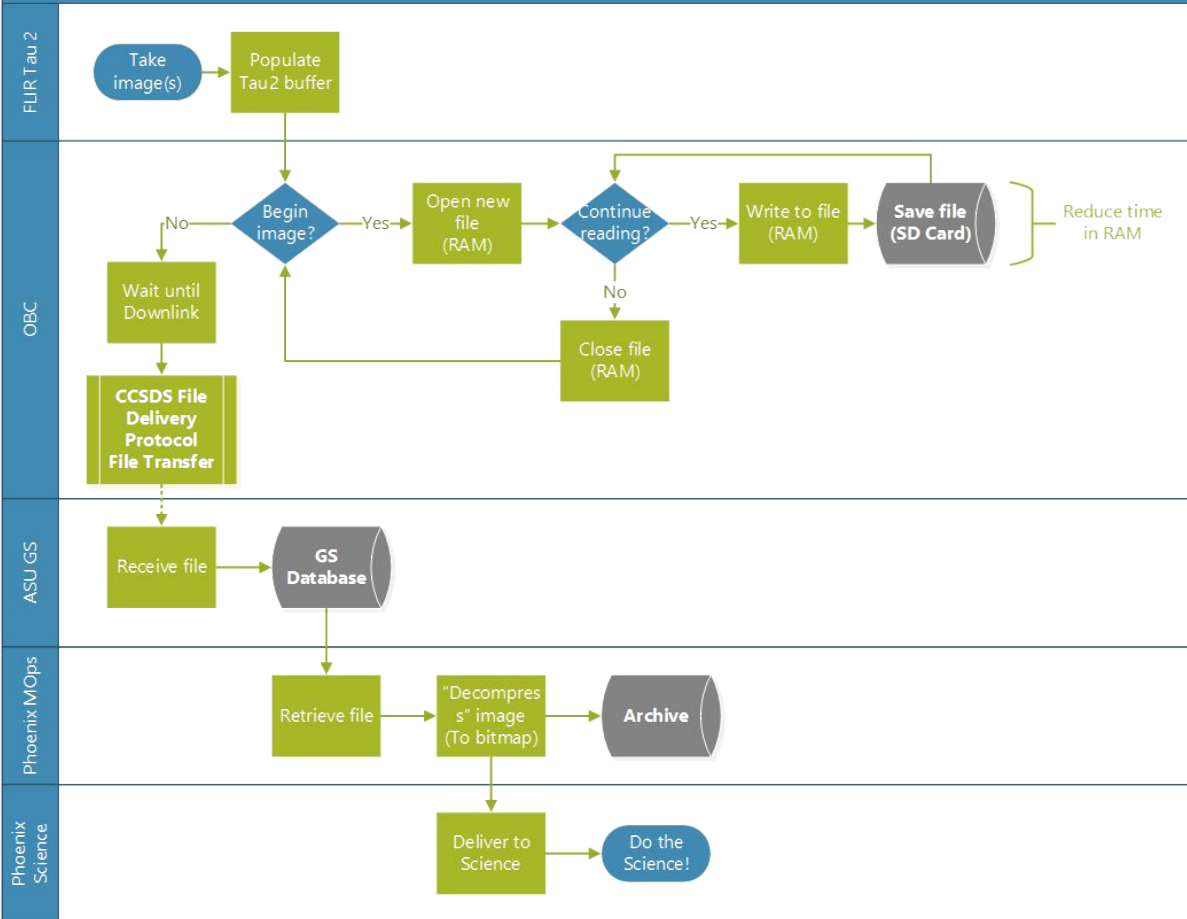 FLIR Tau 2
Take
image(s)
Populate
Tau2 buffer
OBC
Begin
image?
No
Yes
Open new
file
(RAM)
Continue
reading?
Yes
Write to file
(RAM)
Save file
(SD Card)
Reduce time
in RAM
No
Close file
(RAM)
Wait until
Downlink
CCSDS File
Delivery
Protocol
File Transfer
ASU GS
Receive file
GS
Database
Phoenix MOps
Retrieve file
"Decompres
s" image
(To bitmap)
Archive
Phoenix
Science
Deliver to
Science
Do the
Science!